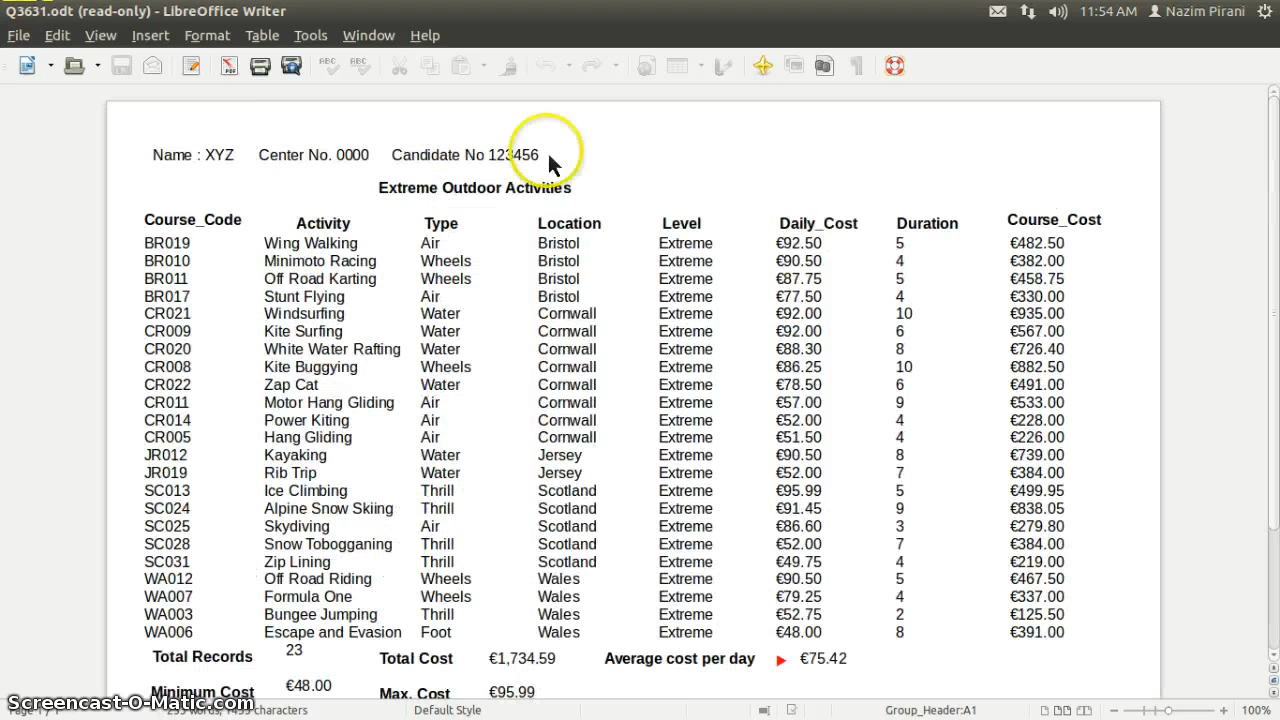 Q3631.odt (read-only) - LibreOffice Writer 11:54 AM Nazim Pirani
File Edit View Insert Format Table Tools Window Help
Name : XYZ Center No. 0000 Candidate No 123456
Extreme Outdoor Activities
Course_Code Activity Type Location Level Daily_Cost Duration Course_Cost
BR019 Wing Walking Air Bristol Extreme €92.50 5 €482.50
BR010 Minimoto Racing Wheels Bristol Extreme €90.50 4 €382.00
BR011 Off Road Karting Wheels Bristol Extreme €87.75 5 €458.75
BR017 Stunt Flying Air Bristol Extreme €77.50 4 €330.00
CR021 Windsurfing Water Cornwall Extreme €92.00 10 €935.00
CR009 Kite Surfing Water Cornwall Extreme €92.00 6 €567.00
CR020 White Water Rafting Water Cornwall Extreme €88.30 8 €726.40
CR008 Kite Buggying Wheels Cornwall Extreme €86.25 10 €882.50
CR022 Zap Cat Water Cornwall Extreme €78.50 6 €491.00
CR011 Motor Hang Gliding Air Cornwall Extreme €57.00 9 €533.00
CR014 Power Kiting Air Cornwall Extreme €52.00 4 €228.00
CR005 Hang Gliding Air Cornwall Extreme €51.50 4 €226.00
JR012 Kayaking Water Jersey Extreme €90.50 8 €739.00
JR019 Rib Trip Water Jersey Extreme €52.00 7 €384.00
SC013 Ice Climbing Thrill Scotland Extreme €95.99 5 €499.95
SC024 Alpine Snow Skiing Thrill Scotland Extreme €91.45 9 €838.05
SC025 Skydiving Air Scotland Extreme €86.60 3 €279.80
SC028 Snow Tobogganing Thrill Scotland Extreme €52.00 7 €384.00
SC031 Zip Lining Thrill Scotland Extreme €49.75 4 €219.00
WA012 Off Road Riding Wheels Wales Extreme €90.50 5 €467.50
WA007 Formula One Wheels Wales Extreme €79.25 4 €337.00
WA003 Bungee Jumping Thrill Wales Extreme €52.75 2 €125.50
WA006 Escape and Evasion Foot Wales Extreme €48.00 8 €391.00
Total Records 23 Total Cost €1,734.59 Average cost per day €75.42
Minimum Cost €48.00 Max. Cost €95.99
Screencast-O-Matic.com
characters Default Style Group_Header:A1 100%